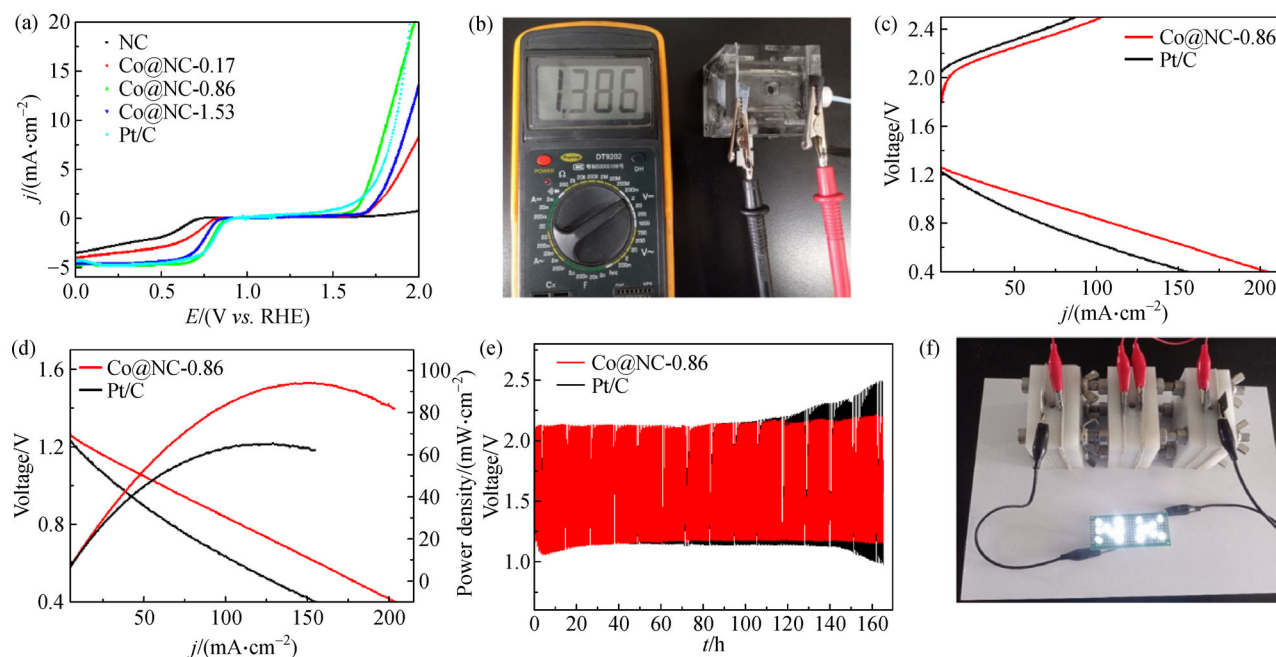 (a)
20
15
10
5
0
−5
j/(mA·cm−2)
NC
Co@NC-0.17
Co@NC-0.86
Co@NC-1.53
Pt/C
0.0 0.5 1.0 1.5 2.0
E/(V vs. RHE)
(b)
1.386
DT9202
POWER
DH
Ω
V
A
F
Cx
(c)
2.4
2.0
1.6
1.2
0.8
0.4
Voltage/V
Co@NC-0.86
Pt/C
50 100 150 200
j/(mA·cm−2)
(d)
1.6
1.2
0.8
0.4
Voltage/V
Co@NC-0.86
Pt/C
100
80
60
40
20
0
Power density/(mW·cm−2)
50 100 150 200
j/(mA·cm−2)
(e)
2.5
2.0
1.5
1.0
Voltage/V
Co@NC-0.86
Pt/C
0 20 40 60 80 100 120 140 160
t/h
(f)